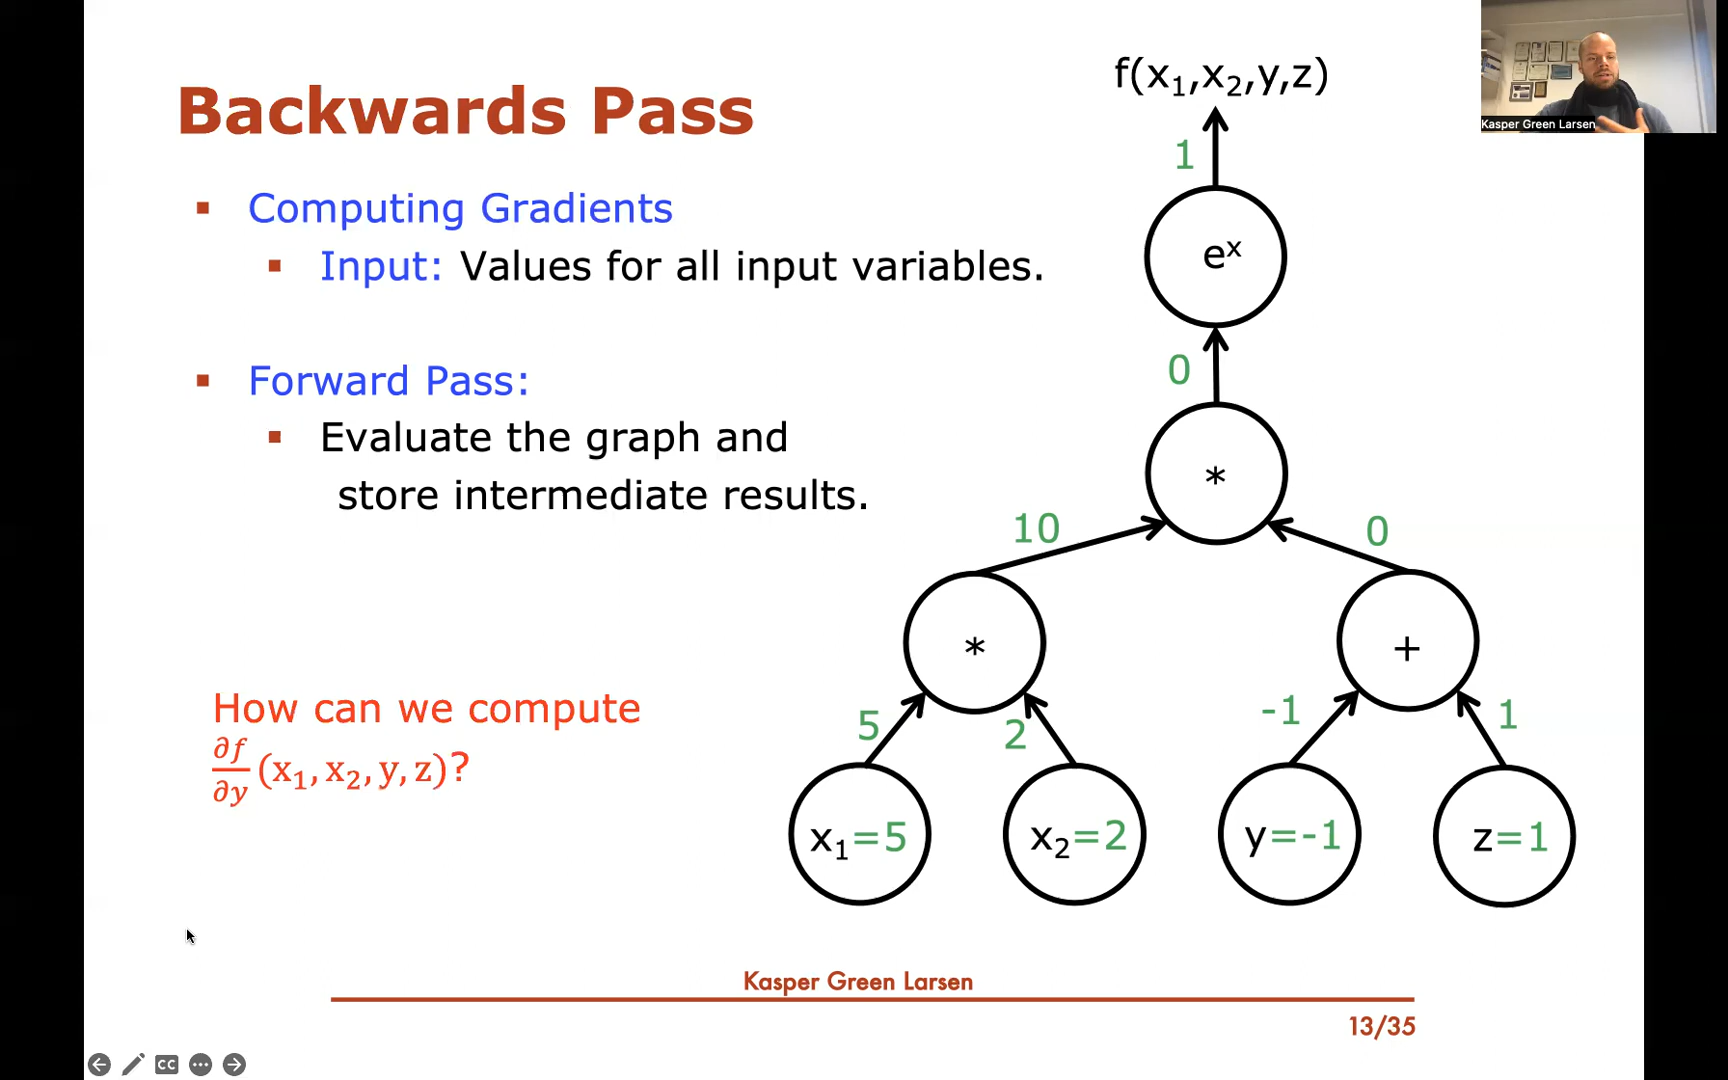 Backwards Pass
Computing Gradients
Input: Values for all input variables.
Forward Pass:
Evaluate the graph and
store intermediate results.
How can we compute
∂f/∂y (x₁, x₂, y, z)?
f(x₁,x₂,y,z)
1
eˣ
0
*
10
0
*
+
5
2
-1
1
x₁=5
x₂=2
y=-1
z=1
Kasper Green Larsen
Kasper Green Larsen
13/35
CC